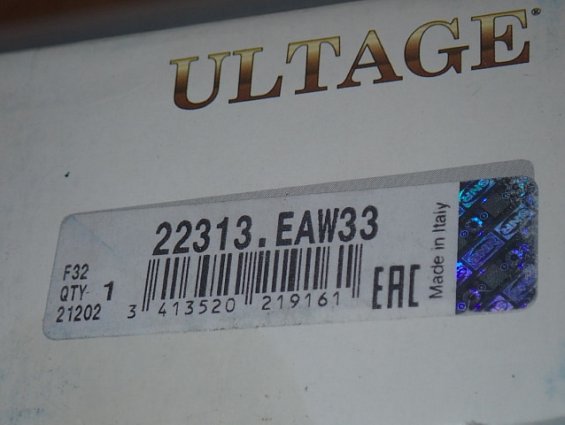 ULTAGE®
22313.EAW33
F32
QTY- 1
21202
3 413520 219161
EAC
Made in Italy